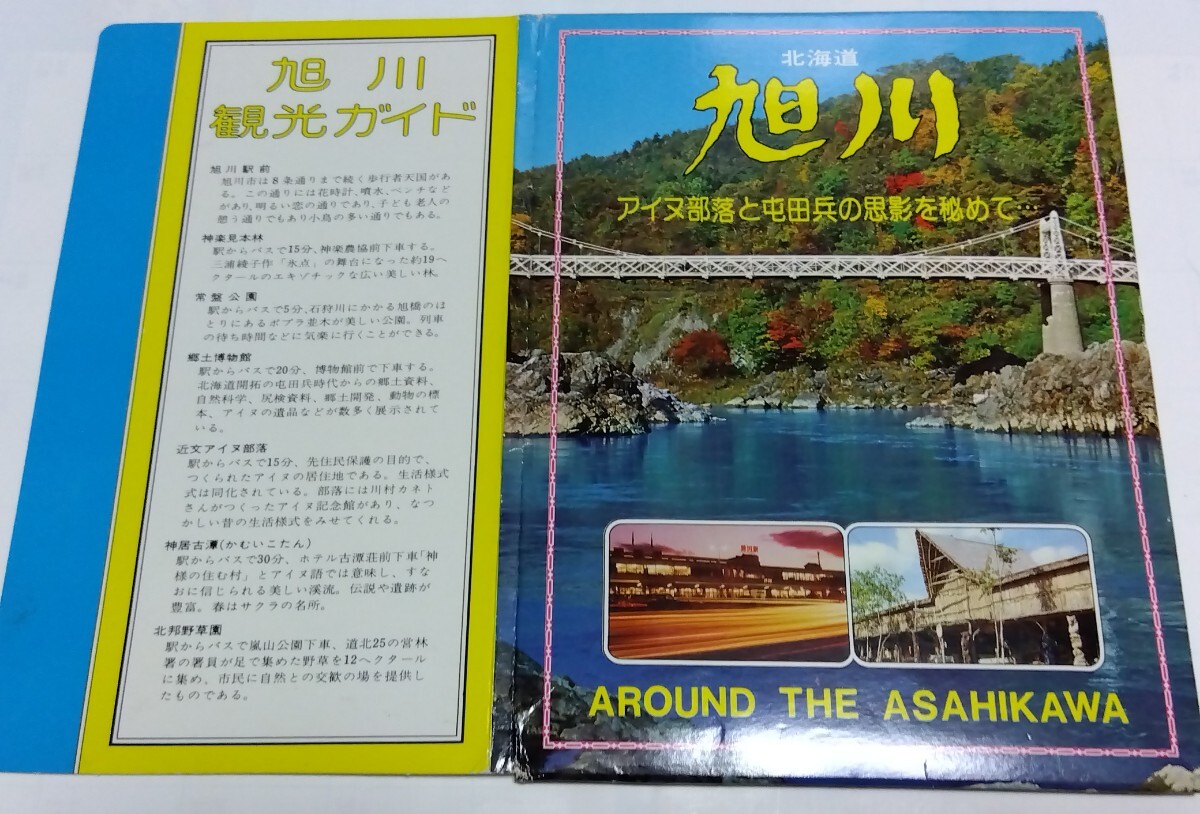 旭川
観光ガイド
旭川駅前
旭川市は8条通りまで続く歩行者天国があ
る。この通りには花時計、噴水、ベンチなど
があり、明るい恋の通りであり、子ども老人の
憩う通りでもあり小鳥の多い通りでもある。
神楽見本林
駅からバスで15分、神楽農協前下車する。
三浦綾子作「氷点」の舞台になった約19ヘ
クタールのエキゾチックな広い美しい林。
常盤公園
駅からバスで5分、石狩川にかかる旭橋のほ
とりにあるポプラ並木が美しい公園。列車
の待ち時間などに気楽に行くことができる。
郷土博物館
駅からバスで20分、博物館前で下車する。
北海道開拓の屯田兵時代からの郷土資料、
自然科学、尻検資料、郷土開発、動物の標
本、アイヌの遺品などが数多く展示されて
いる。
近文アイヌ部落
駅からバスで15分、先住民保護の目的で、
つくられたアイヌの居住地である。生活様式
式は同化されている。部落には川村カネト
さんがつくったアイヌ記念館があり、なつ
かしい昔の生活様式をみせてくれる。
神居古潭(かむいこたん)
駅からバスで30分、ホテル古潭荘前下車「神
様の住む村」とアイヌ語では意味し、すな
おに信じられる美しい渓流。伝説や遺跡が
豊富。春はサクラの名所。
北邦野草園
駅からバスで嵐山公園下車、道北25の営林
署の署員が足で集めた野草を12ヘクタール
に集め、市民に自然との交歓の場を提供し
たものである。
北海道
旭川
アイヌ部落と屯田兵の思影を秘めて…
旭川駅
AROUND THE ASAHIKAWA